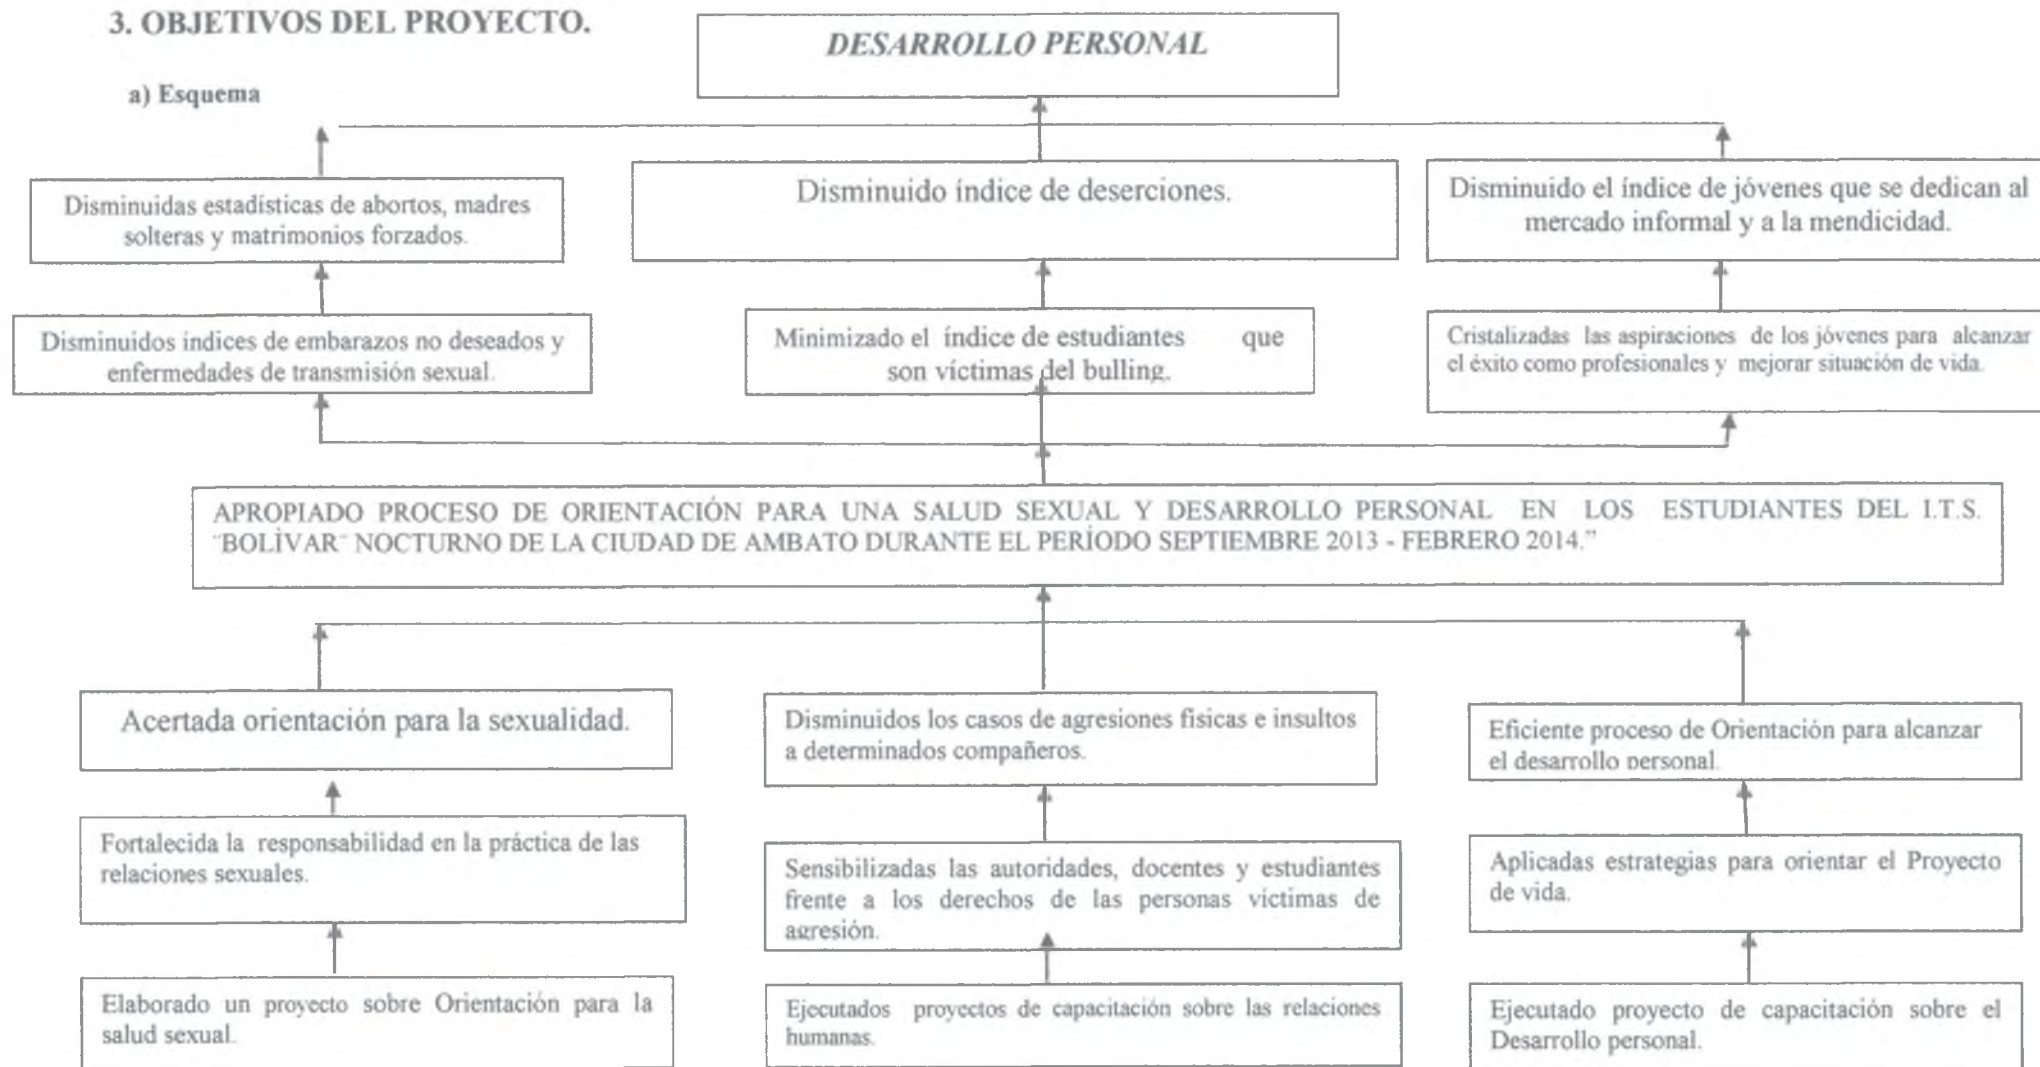 3. OBJETIVOS DEL PROYECTO.
DESARROLLO PERSONAL
a) Esquema
Disminuidas estadísticas de abortos, madres
solteras y matrimonios forzados.
Disminuido índice de deserciones.
Disminuido el índice de jóvenes que se dedican al
mercado informal y a la mendicidad.
Disminuidos indices de embarazos no deseados y
enfermedades de transmisión sexual.
Minimizado el índice de estudiantes que
son víctimas del bulling.
Cristalizadas las aspiraciones de los jóvenes para alcanzar
el éxito como profesionales y mejorar situación de vida.
APROPIADO PROCESO DE ORIENTACIÓN PARA UNA SALUD SEXUAL Y DESARROLLO PERSONAL EN LOS ESTUDIANTES DEL I.T.S.
¨BOLÍVAR¨ NOCTURNO DE LA CIUDAD DE AMBATO DURANTE EL PERÍODO SEPTIEMBRE 2013 - FEBRERO 2014.”
Acertada orientación para la sexualidad.
Disminuidos los casos de agresiones físicas e insultos
a determinados compañeros.
Eficiente proceso de Orientación para alcanzar
el desarrollo personal.
Fortalecida la responsabilidad en la práctica de las
relaciones sexuales.
Sensibilizadas las autoridades, docentes y estudiantes
frente a los derechos de las personas victimas de
agresión.
Aplicadas estrategias para orientar el Proyecto
de vida.
Elaborado un proyecto sobre Orientación para la
salud sexual.
Ejecutados proyectos de capacitación sobre las relaciones
humanas.
Ejecutado proyecto de capacitación sobre el
Desarrollo personal.